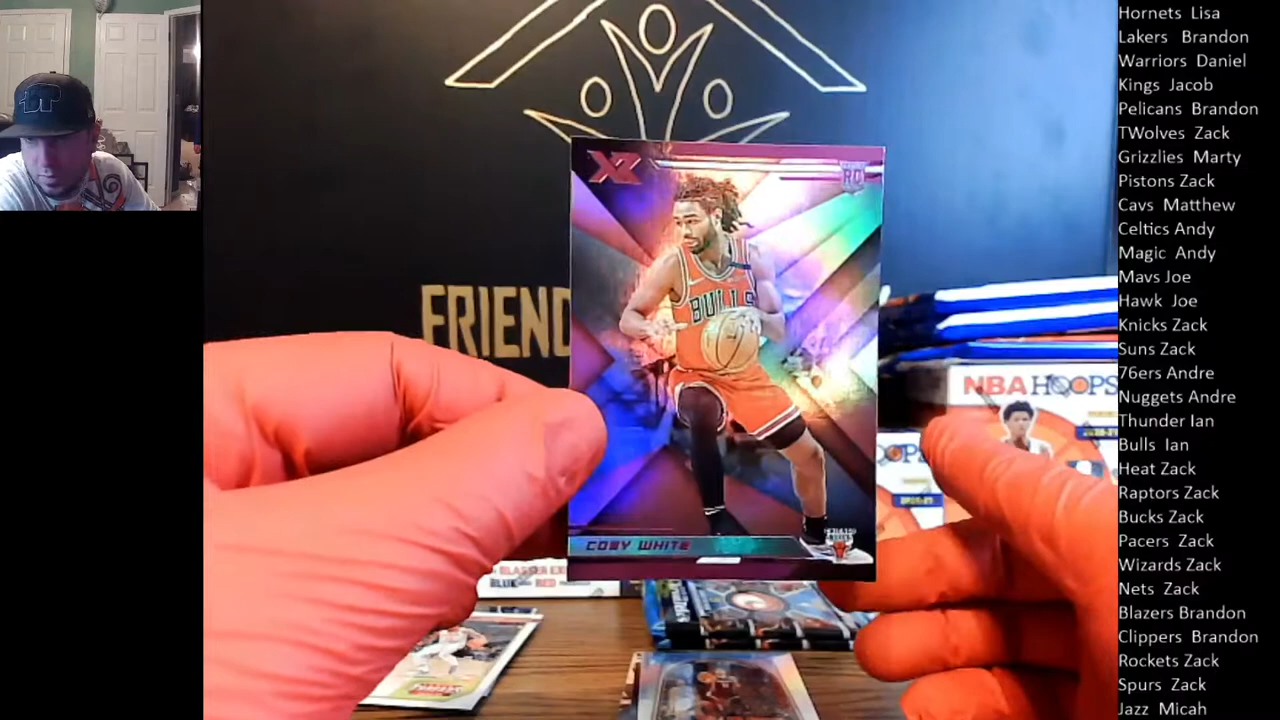 Hornets Lisa
Lakers Brandon
Warriors Daniel
Kings Jacob
Pelicans Brandon
TWolves Zack
Grizzlies Marty
Pistons Zack
Cavs Matthew
Celtics Andy
Magic Andy
Mavs Joe
Hawk Joe
Knicks Zack
Suns Zack
76ers Andre
Nuggets Andre
Thunder Ian
Bulls Ian
Heat Zack
Raptors Zack
Bucks Zack
Pacers Zack
Wizards Zack
Nets Zack
Blazers Brandon
Clippers Brandon
Rockets Zack
Spurs Zack
Jazz Micah
FRIEND
XR
RC
BULLS
COBY WHITE
NBA HOOPS
BLUE
RED